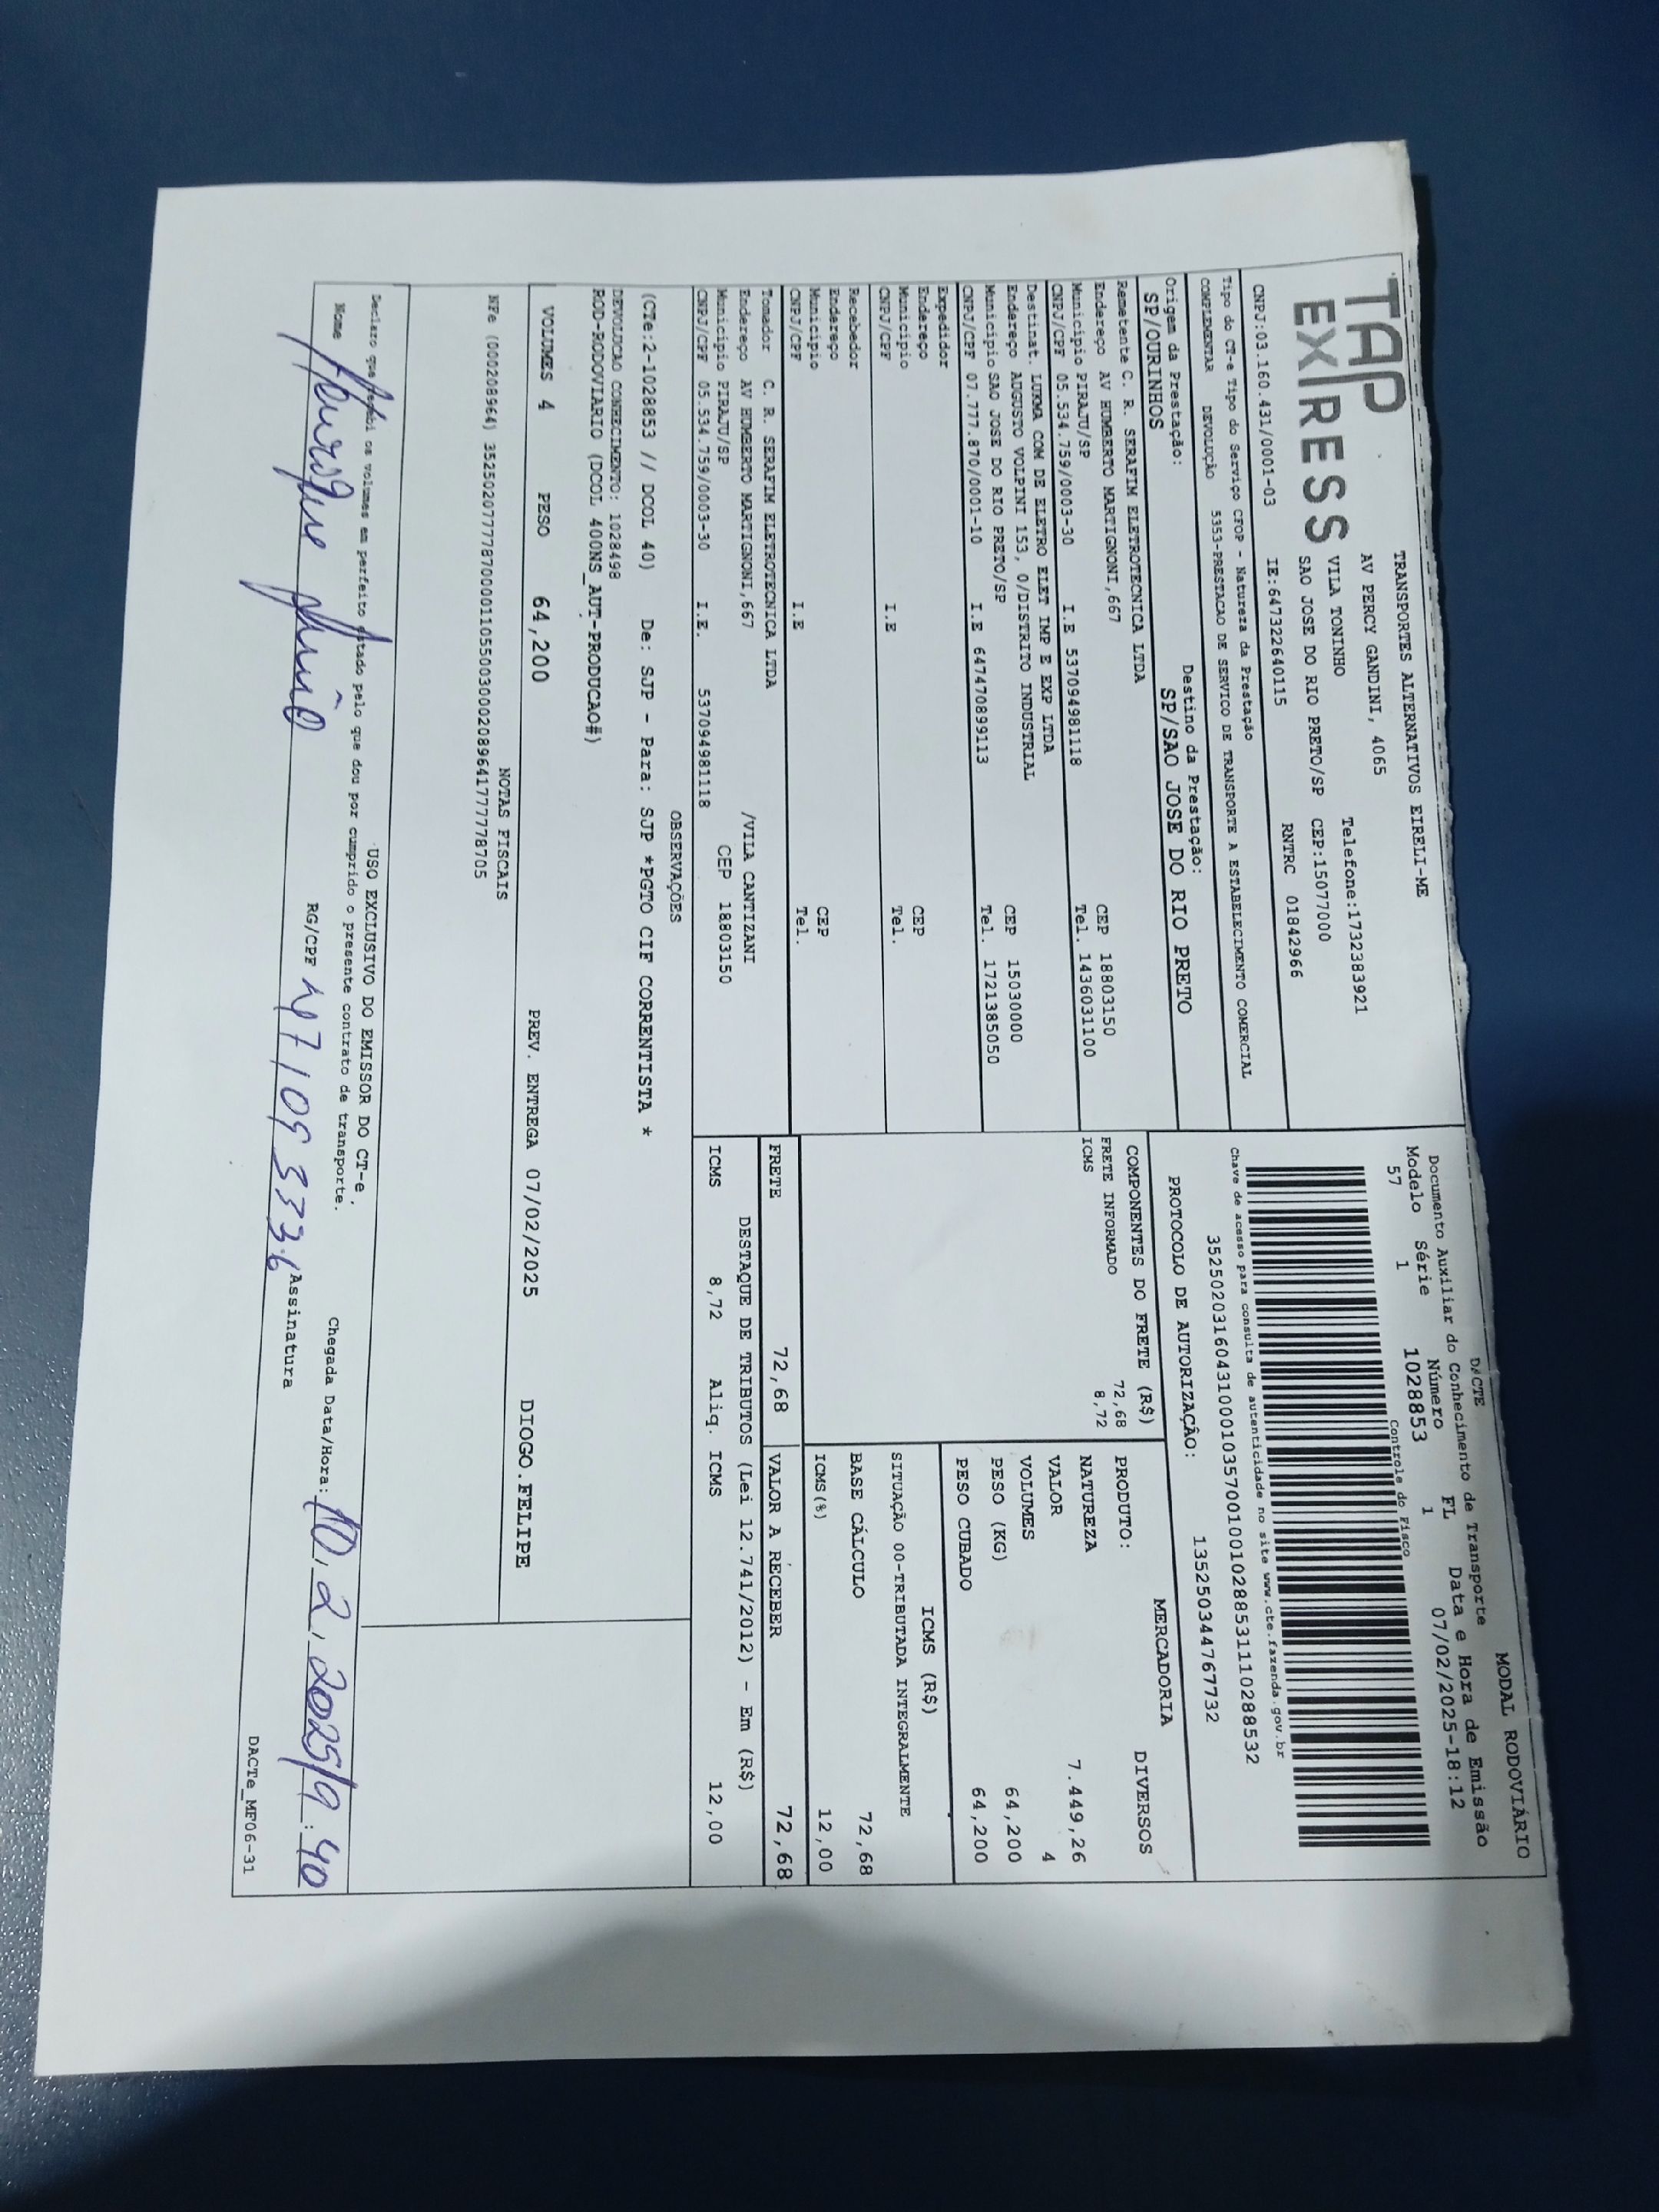 TAP
EXPRESS
TRANSPORTES ALTERNATIVOS EIRELI-ME
AV PERCY GANDINI, 4065
VILA TONINHO Telefone:1732383921
SAO JOSE DO RIO PRETO/SP CEP:15077000
CNPJ:03.160.431/0001-03 IE:647322640115 RNTRC 01842966
MODAL RODOVIÁRIO
DACTE
Documento Auxiliar do Conhecimento de Transporte
Modelo Série Número FL Data e Hora de Emissão
57 1 1028853 1 07/02/2025-18:12
Controle do Fisco
Chave de acesso para consulta de autenticidade no site www.cte.fazenda.gov.br
35250203160431000103570010010288531110288532
PROTOCOLO DE AUTORIZAÇÃO: 135250344767732
Tipo do CT-e Tipo do Serviço CFOP - Natureza da Prestação
COMPLEMENTAR DEVOLUÇÃO 5353-PRESTACAO DE SERVICO DE TRANSPORTE A ESTABELECIMENTO COMERCIAL
Origem da Prestação: Destino da Prestação:
SP/OURINHOS SP/SAO JOSE DO RIO PRETO
Remetente C. R. SERAFIM ELETROTECNICA LTDA
Endereço AV HUMBERTO MARTIGNONI,667 CEP 18803150
Município PIRAJU/SP Tel. 1436031100
CNPJ/CPF 05.534.759/0003-30 I.E 537094981118
Destinat. LUKMA COM DE ELETRO ELET IMP E EXP LTDA
Endereço AUGUSTO VOLPINI 153, 0/DISTRITO INDUSTRIAL
Município SAO JOSE DO RIO PRETO/SP CEP 15030000
CNPJ/CPF 07.777.870/0001-10 I.E 647470899113 Tel. 1721385050
Expedidor
Endereço
Município CEP
CNPJ/CPF I.E Tel.
Recebedor
Endereço
Município CEP
CNPJ/CPF I.E Tel.
Tomador C. R. SERAFIM ELETROTECNICA LTDA
Endereço AV HUMBERTO MARTIGNONI,667 /VILA CANTIZANI
Município PIRAJU/SP CEP 18803150
CNPJ/CPF 05.534.759/0003-30 I.E. 537094981118
COMPONENTES DO FRETE (R$)
FRETE INFORMADO 72,68
ICMS 8,72
MERCADORIA
PRODUTO: DIVERSOS
NATUREZA
VALOR 7.449,26
VOLUMES 4
PESO (KG) 64,200
PESO CUBADO 64,200
ICMS (R$)
SITUAÇÃO 00-TRIBUTADA INTEGRALMENTE
BASE CÁLCULO 72,68
ICMS(%) 12,00
FRETE 72,68 VALOR A RECEBER 72,68
DESTAQUE DE TRIBUTOS (Lei 12.741/2012) - Em (R$)
ICMS 8,72 Aliq. ICMS 12,00
OBSERVAÇÕES
(CTe:2-1028853 // DCOL 40) De: SJP - Para: SJP *PGTO CIF CORRENTISTA *
DEVOLUCAO CONHECIMENTO: 1028498
ROD-RODOVIARIO (DCOL 400NS_AUT-PRODUCAO#)
VOLUMES 4 PESO 64,200 PREV. ENTREGA 07/02/2025 DIOGO.FELIPE
NOTAS FISCAIS
NFe (000208964) 35250207777870000110550030002089641777778705
USO EXCLUSIVO DO EMISSOR DO CT-e
Declaro que recebi os volumes em perfeito estado pelo que dou por cumprido o presente contrato de transporte.
Nome RG/CPF Assinatura
Chegada Data/Hora: 10, 2, 2025/9:40
DACTe_MF06-31